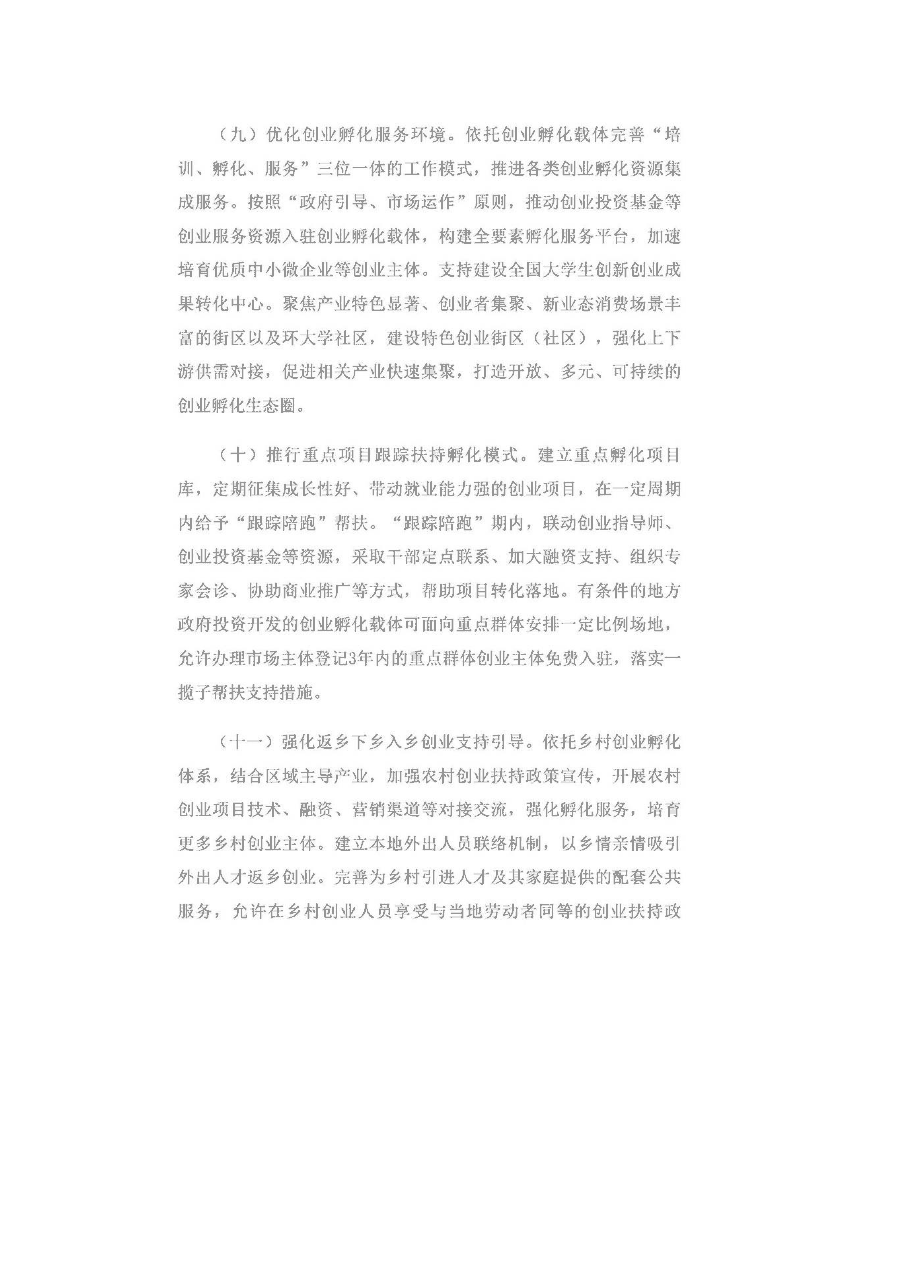 （九）优化创业孵化服务环境。依托创业孵化载体完善“培
训、孵化、服务”三位一体的工作模式，推进各类创业孵化资源集
成服务。按照“政府引导、市场运作”原则，推动创业投资基金等
创业服务资源入驻创业孵化载体，构建全要素孵化服务平台，加速
培育优质中小微企业等创业主体。支持建设全国大学生创新创业成
果转化中心。聚焦产业特色显著、创业者集聚、新业态消费场景丰
富的街区以及环大学社区，建设特色创业街区（社区），强化上下
游供需对接，促进相关产业快速集聚，打造开放、多元、可持续的
创业孵化生态圈。
（十）推行重点项目跟踪扶持孵化模式。建立重点孵化项目
库，定期征集成长性好、带动就业能力强的创业项目，在一定周期
内给予“跟踪陪跑”帮扶。“跟踪陪跑”期内，联动创业指导师、
创业投资基金等资源，采取干部定点联系、加大融资支持、组织专
家会诊、协助商业推广等方式，帮助项目转化落地。有条件的地方
政府投资开发的创业孵化载体可面向重点群体安排一定比例场地，
允许办理市场主体登记3年内的重点群体创业主体免费入驻，落实一
揽子帮扶支持措施。
（十一）强化返乡下乡入乡创业支持引导。依托乡村创业孵化
体系，结合区域主导产业，加强农村创业扶持政策宣传，开展农村
创业项目技术、融资、营销渠道等对接交流，强化孵化服务，培育
更多乡村创业主体。建立本地外出人员联络机制，以乡情亲情吸引
外出人才返乡创业。完善为乡村引进人才及其家庭提供的配套公共
服务，允许在乡村创业人员享受与当地劳动者同等的创业扶持政